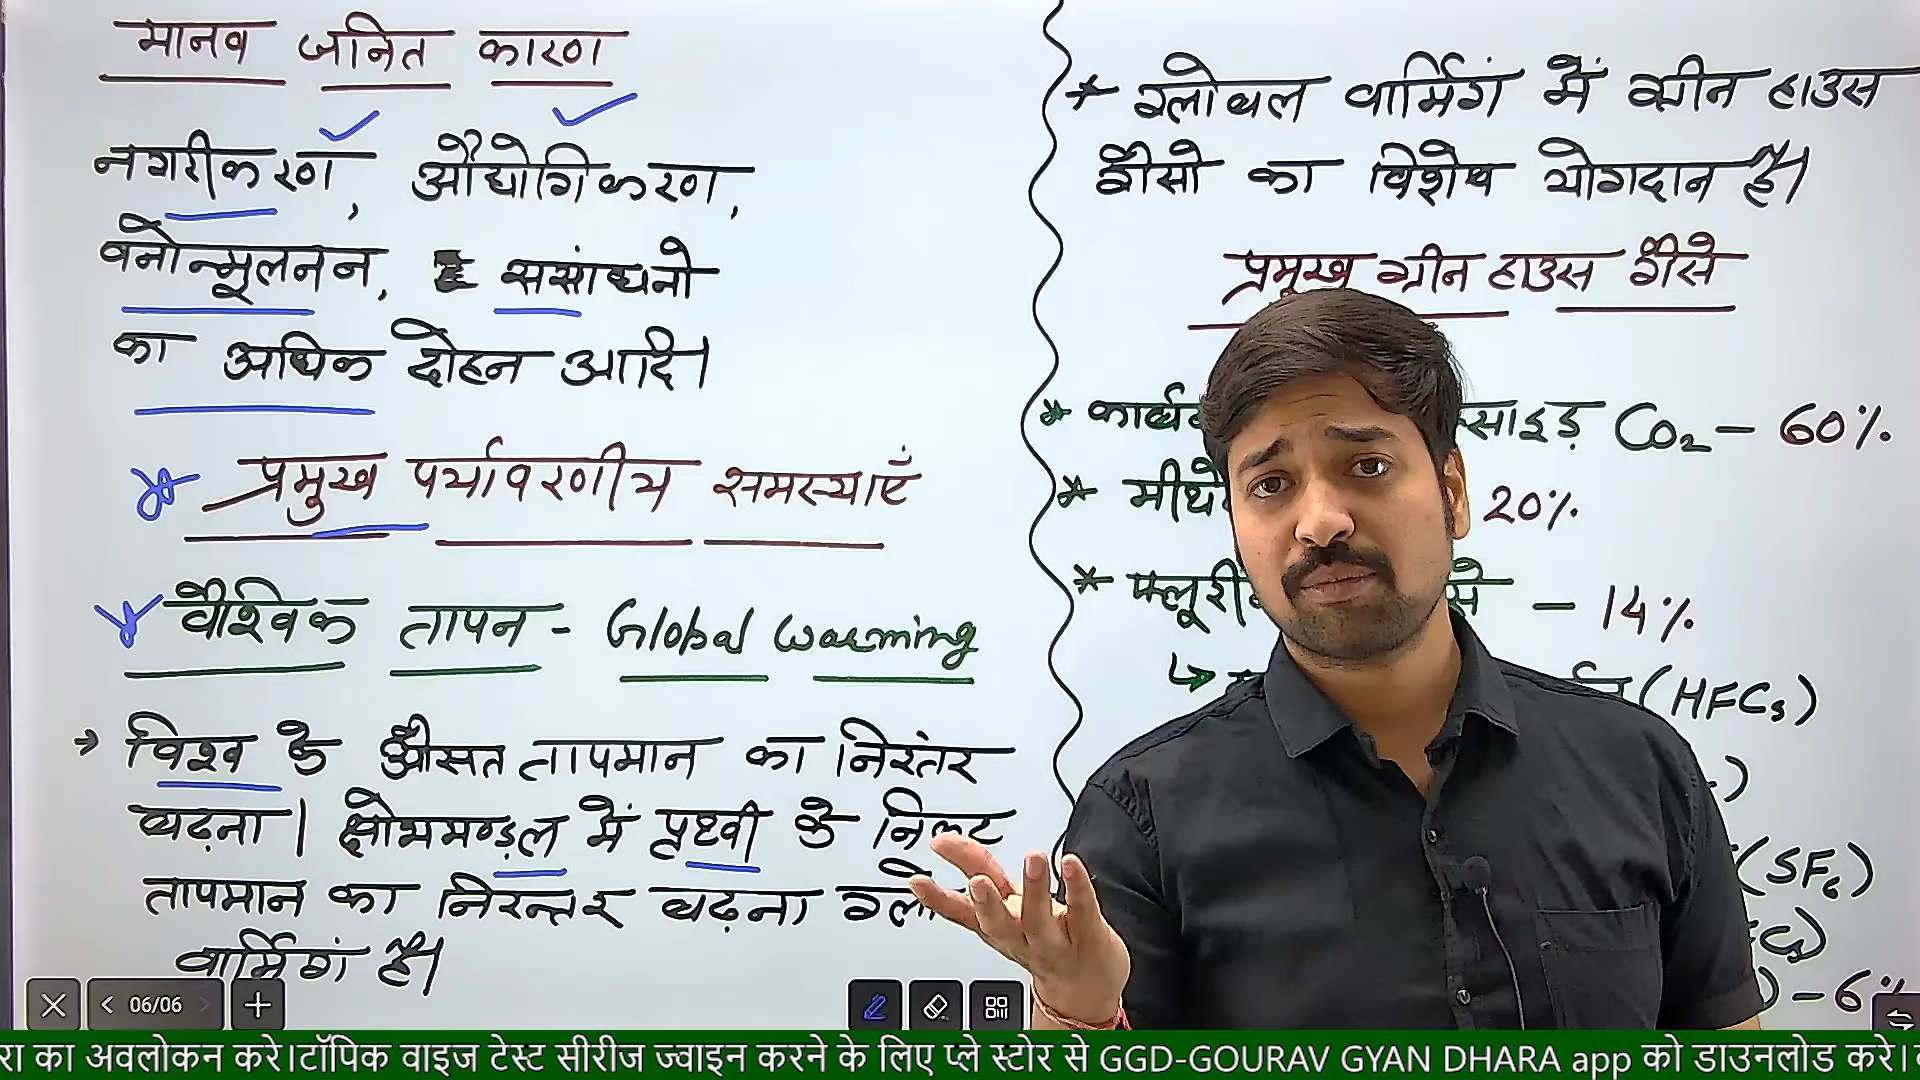 मानव जनित कारण
नगरीकरण, औद्योगिकरण,
वनोन्मूलनन, ससांधनो
का अधिक दोहन आदि।
प्रमुख पर्यावरणीय समस्याएँ
वैश्विक तापन - Global warming
→ विश्व के औसत तापमान का निरंतर
बढ़ना। क्षोभमण्डल में पृथ्वी के निकट
तापमान का निरन्तर बढ़ना
वार्मिगं है।
* ग्लोबल वार्मिगं में ग्रीन हाउस
गैसो का विशेष योगदान है।
प्रमुख ग्रीन हाउस गैसे
* CO2 - 60%.
* 20%.
* - 14%.
(HFCs)
(SF6)
) - 6%
06/06
रा का अवलोकन करे।टॉपिक वाइज टेस्ट सीरीज ज्वाइन करने के लिए प्ले स्टोर से GGD-GOURAV GYAN DHARA app को डाउनलोड करे।